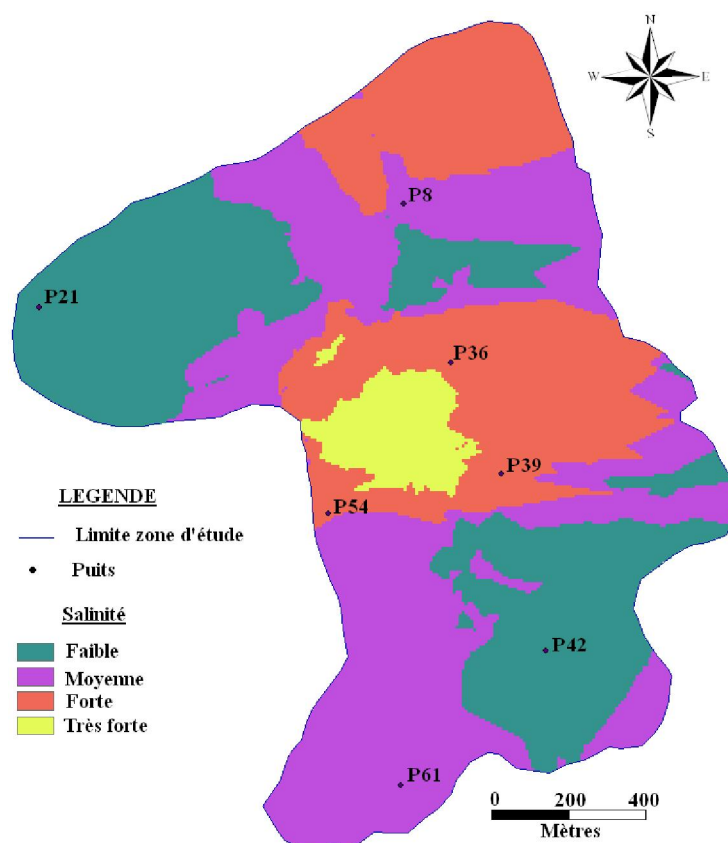 N
W
E
S
P8
P21
P36
P39
P54
LEGENDE
Limite zone d'étude
Puits
Salinité
Faible
Moyenne
Forte
Très forte
P42
P61
0 200 400
Mètres